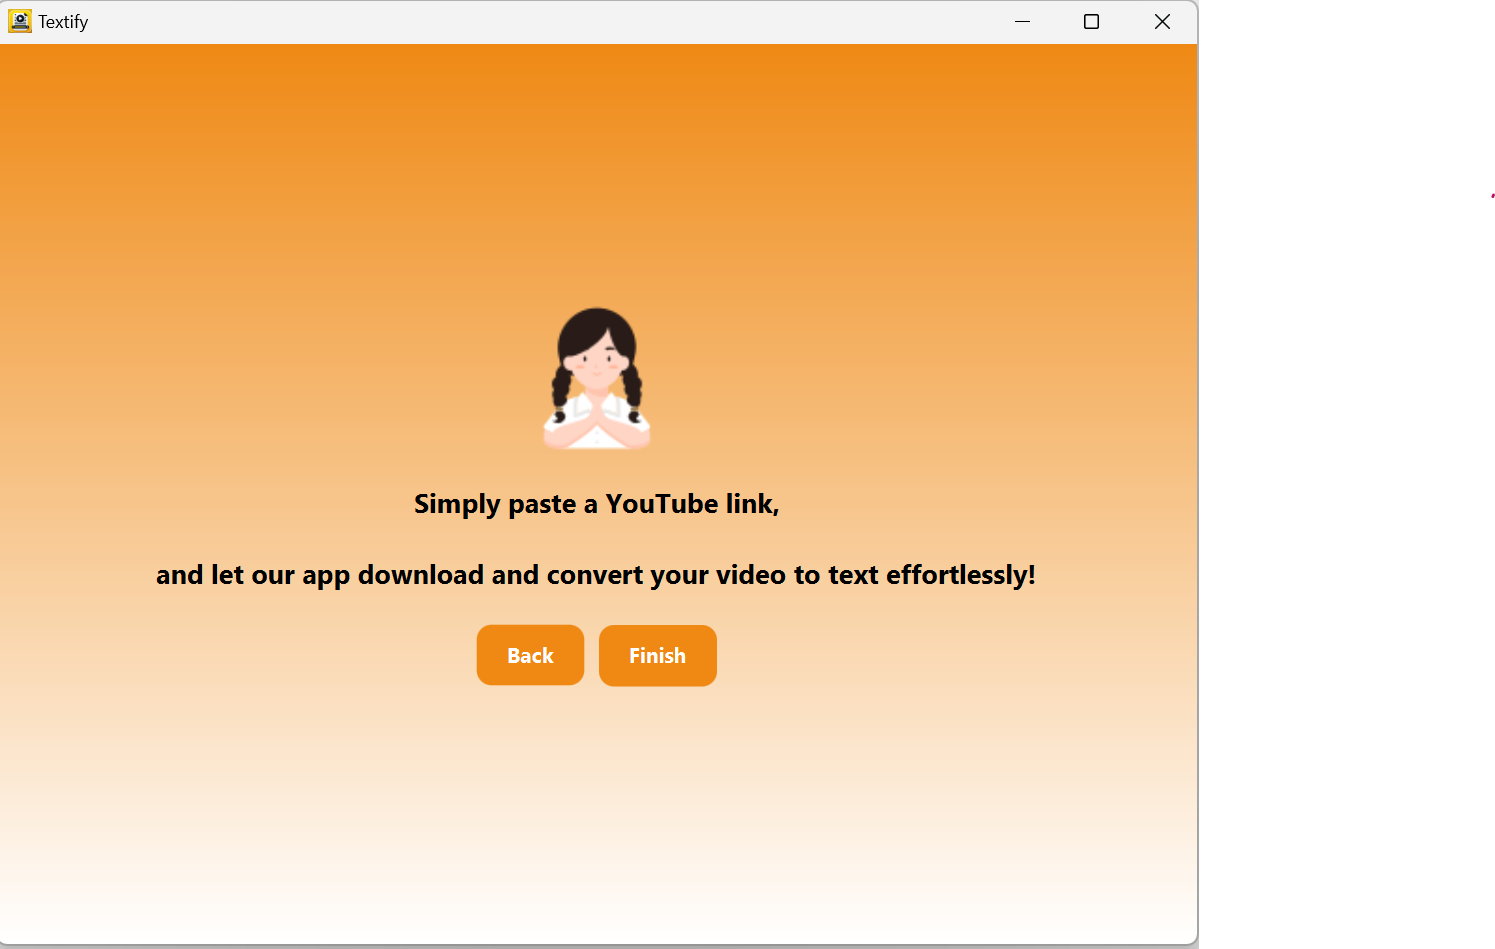 Textify
Simply paste a YouTube link,
and let our app download and convert your video to text effortlessly!
Back Finish